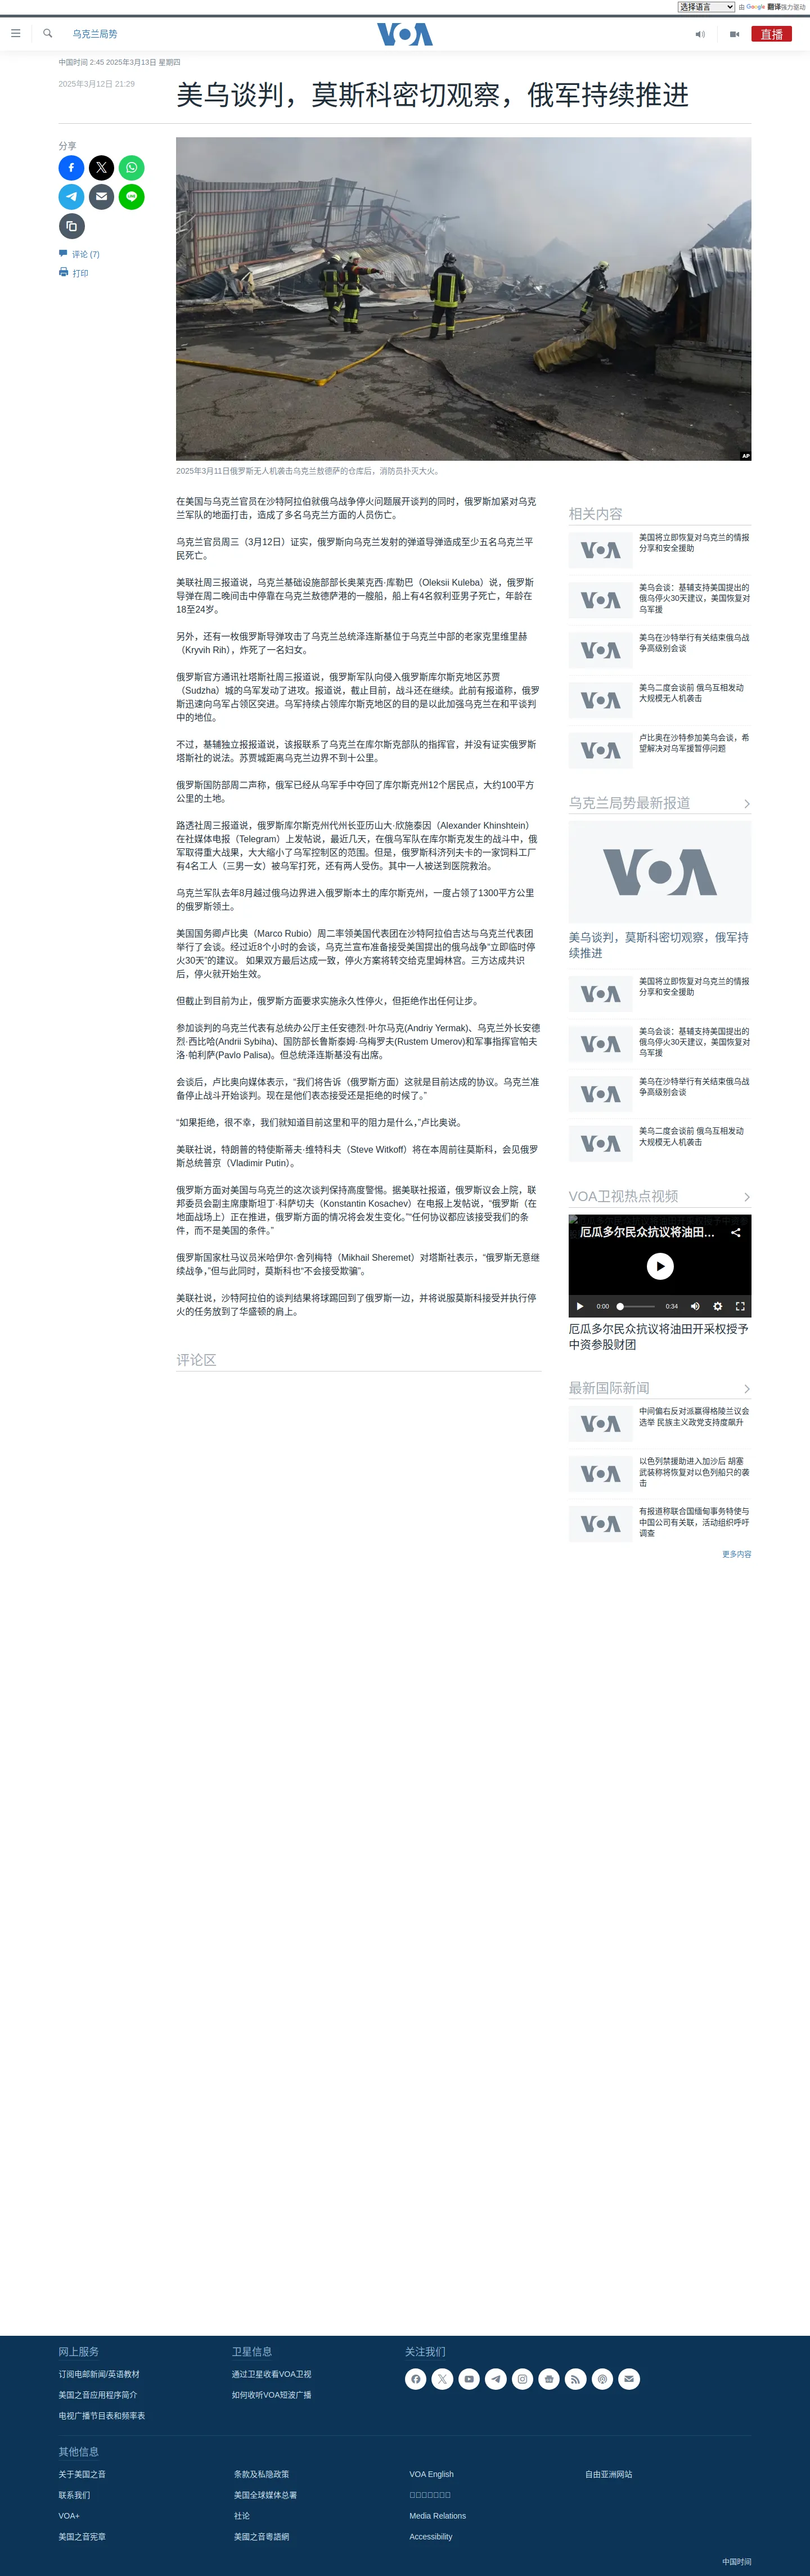 选择语言
由 Google 翻译强力驱动
乌克兰局势
VOA
直播
中国时间 2:45 2025年3月13日 星期四
2025年3月12日 21:29
美乌谈判，莫斯科密切观察，俄军持续推进
分享
评论 (7)
打印
AP
2025年3月11日俄罗斯无人机袭击乌克兰敖德萨的仓库后，消防员扑灭大火。
在美国与乌克兰官员在沙特阿拉伯就俄乌战争停火问题展开谈判的同时，俄罗斯加紧对乌克
兰军队的地面打击，造成了多名乌克兰方面的人员伤亡。
乌克兰官员周三（3月12日）证实，俄罗斯向乌克兰发射的弹道导弹造成至少五名乌克兰平
民死亡。
美联社周三报道说，乌克兰基础设施部部长奥莱克西·库勒巴（Oleksii Kuleba）说，俄罗斯
导弹在周二晚间击中停靠在乌克兰敖德萨港的一艘船，船上有4名叙利亚男子死亡，年龄在
18至24岁。
另外，还有一枚俄罗斯导弹攻击了乌克兰总统泽连斯基位于乌克兰中部的老家克里维里赫
（Kryvih Rih），炸死了一名妇女。
俄罗斯官方通讯社塔斯社周三报道说，俄罗斯军队向侵入俄罗斯库尔斯克地区苏贾
（Sudzha）城的乌军发动了进攻。报道说，截止目前，战斗还在继续。此前有报道称，俄罗
斯迅速向乌军占领区突进。乌军持续占领库尔斯克地区的目的是以此加强乌克兰在和平谈判
中的地位。
不过，基辅独立报报道说，该报联系了乌克兰在库尔斯克部队的指挥官，并没有证实俄罗斯
塔斯社的说法。苏贾城距离乌克兰边界不到十公里。
俄罗斯国防部周二声称，俄军已经从乌军手中夺回了库尔斯克州12个居民点，大约100平方
公里的土地。
路透社周三报道说，俄罗斯库尔斯克州代州长亚历山大·欣施泰因（Alexander Khinshtein）
在社媒体电报（Telegram）上发帖说，最近几天，在俄乌军队在库尔斯克发生的战斗中，俄
军取得重大战果，大大缩小了乌军控制区的范围。但是，俄罗斯科济列夫卡的一家饲料工厂
有4名工人（三男一女）被乌军打死，还有两人受伤。其中一人被送到医院救治。
乌克兰军队去年8月越过俄乌边界进入俄罗斯本土的库尔斯克州，一度占领了1300平方公里
的俄罗斯领土。
美国国务卿卢比奥（Marco Rubio）周二率领美国代表团在沙特阿拉伯吉达与乌克兰代表团
举行了会谈。经过近8个小时的会谈，乌克兰宣布准备接受美国提出的俄乌战争“立即临时停
火30天”的建议。 如果双方最后达成一致，停火方案将转交给克里姆林宫。三方达成共识
后，停火就开始生效。
但截止到目前为止，俄罗斯方面要求实施永久性停火，但拒绝作出任何让步。
参加谈判的乌克兰代表有总统办公厅主任安德烈·叶尔马克(Andriy Yermak)、乌克兰外长安德
烈·西比哈(Andrii Sybiha)、国防部长鲁斯泰姆·乌梅罗夫(Rustem Umerov)和军事指挥官帕夫
洛·帕利萨(Pavlo Palisa)。但总统泽连斯基没有出席。
会谈后，卢比奥向媒体表示，“我们将告诉（俄罗斯方面）这就是目前达成的协议。乌克兰准
备停止战斗开始谈判。现在是他们表态接受还是拒绝的时候了。”
“如果拒绝，很不幸，我们就知道目前这里和平的阻力是什么，”卢比奥说。
美联社说，特朗普的特使斯蒂夫·维特科夫（Steve Witkoff）将在本周前往莫斯科，会见俄罗
斯总统普京（Vladimir Putin）。
俄罗斯方面对美国与乌克兰的这次谈判保持高度警惕。据美联社报道，俄罗斯议会上院，联
邦委员会副主席康斯坦丁·科萨切夫（Konstantin Kosachev）在电报上发帖说，“俄罗斯（在
地面战场上）正在推进，俄罗斯方面的情况将会发生变化。”“任何协议都应该接受我们的条
件，而不是美国的条件。”
俄罗斯国家杜马议员米哈伊尔·舍列梅特（Mikhail Sheremet）对塔斯社表示，“俄罗斯无意继
续战争，”但与此同时，莫斯科也“不会接受欺骗”。
美联社说，沙特阿拉伯的谈判结果将球踢回到了俄罗斯一边，并将说服莫斯科接受并执行停
火的任务放到了华盛顿的肩上。
评论区
相关内容
VOA
美国将立即恢复对乌克兰的情报
分享和安全援助
VOA
美乌会谈：基辅支持美国提出的
俄乌停火30天建议，美国恢复对
乌军援
VOA
美乌在沙特举行有关结束俄乌战
争高级别会谈
VOA
美乌二度会谈前 俄乌互相发动
大规模无人机袭击
VOA
卢比奥在沙特参加美乌会谈，希
望解决对乌军援暂停问题
乌克兰局势最新报道
VOA
美乌谈判，莫斯科密切观察，俄军持
续推进
VOA
美国将立即恢复对乌克兰的情报
分享和安全援助
VOA
美乌会谈：基辅支持美国提出的
俄乌停火30天建议，美国恢复对
乌军援
VOA
美乌在沙特举行有关结束俄乌战
争高级别会谈
VOA
美乌二度会谈前 俄乌互相发动
大规模无人机袭击
VOA卫视热点视频
厄瓜多尔民众抗议将油田...
0:00
0:34
厄瓜多尔民众抗议将油田开采权授予
中资参股财团
最新国际新闻
VOA
中间偏右反对派赢得格陵兰议会
选举 民族主义政党支持度飙升
VOA
以色列禁援助进入加沙后 胡塞
武装称将恢复对以色列船只的袭
击
VOA
有报道称联合国缅甸事务特使与
中国公司有关联，活动组织呼吁
调查
更多内容
网上服务
订阅电邮新闻/英语教材
美国之音应用程序简介
电视广播节目表和频率表
卫星信息
通过卫星收看VOA卫视
如何收听VOA短波广播
关注我们
其他信息
关于美国之音
联系我们
VOA+
美国之音宪章
条款及私隐政策
美国全球媒体总署
社论
美國之音粵語網
VOA English
Media Relations
Accessibility
自由亚洲网站
中国时间